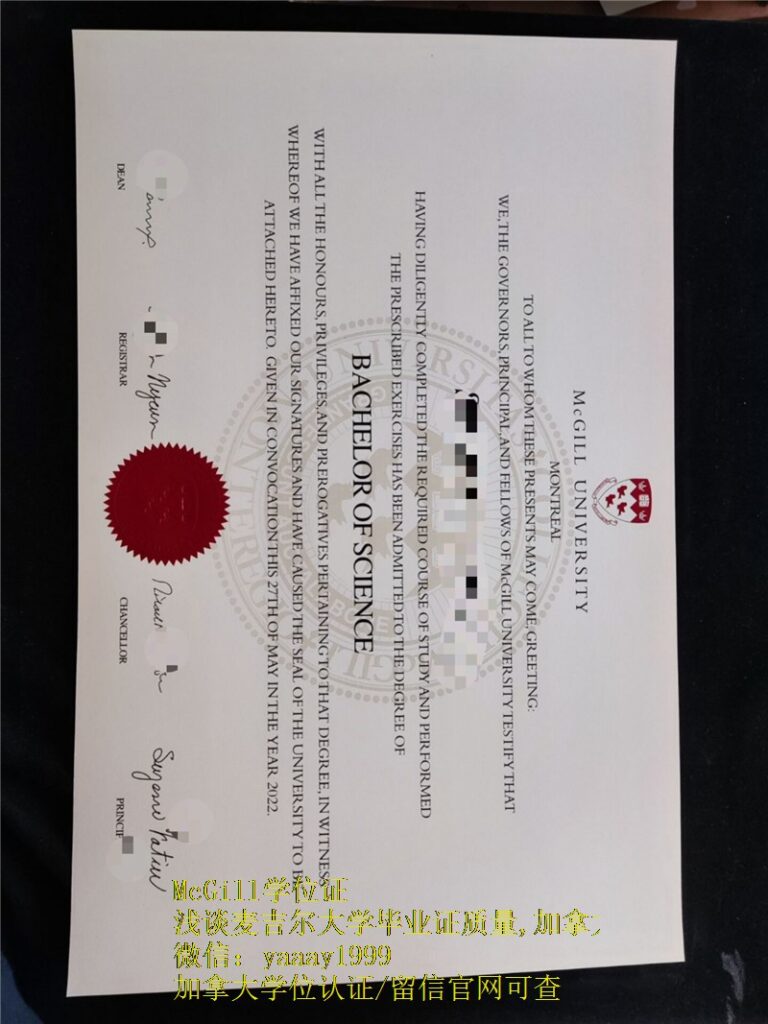 McGILL UNIVERSITY
MONTREAL
TO ALL TO WHOM THESE PRESENTS MAY COME, GREETING:
WE, THE GOVERNORS, PRINCIPAL, AND FELLOWS OF McGILL UNIVERSITY TESTIFY THAT
HAVING DILIGENTLY COMPLETED THE REQUIRED COURSE OF STUDY AND PERFORMED
THE PRESCRIBED EXERCISES HAS BEEN ADMITTED TO THE DEGREE OF
BACHELOR OF SCIENCE
WITH ALL THE HONOURS, PRIVILEGES, AND PREROGATIVES PERTAINING TO THAT DEGREE, IN WITNESS
WHEREOF WE HAVE AFFIXED OUR SIGNATURES AND HAVE CAUSED THE SEAL OF THE UNIVERSITY TO B
ATTACHED HERETO. GIVEN IN CONVOCATION THIS 27TH OF MAY IN THE YEAR 2022.
DEAN
REGISTRAR
CHANCELLOR
PRINCIP
McGill学位证
浅谈麦吉尔大学毕业证质量,加拿
微信: yaaay1999
加拿大学位认证/留信官网可查